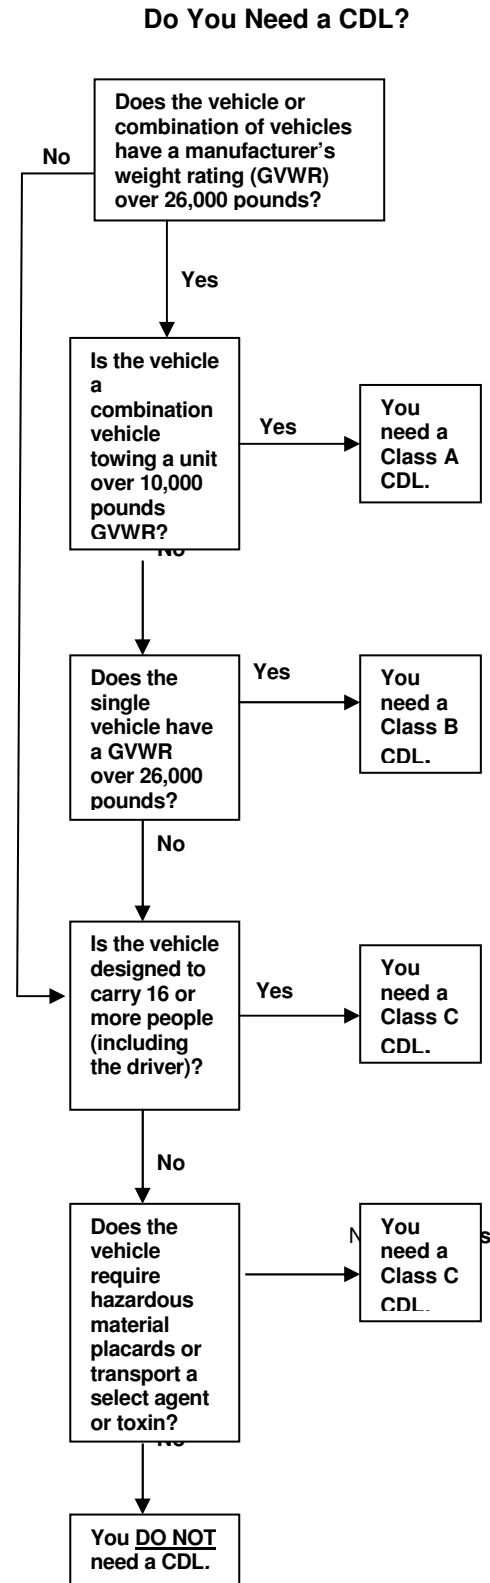 Do You Need a CDL?
Does the vehicle or
combination of vehicles
have a manufacturer's
weight rating (GVWR)
over 26,000 pounds?
No
Yes
Is the vehicle
a
combination
vehicle
towing a unit
over 10,000
pounds
GVWR?
Yes
You
need a
Class A
CDL.
No
Does the
single
vehicle have
a GVWR
over 26,000
pounds?
Yes
You
need a
Class B
CDL.
No
Is the vehicle
designed to
carry 16 or
more people
(including
the driver)?
Yes
You
need a
Class C
CDL.
No
Does the
vehicle
require
hazardous
material
placards or
transport a
select agent
or toxin?
You
need a
Class C
CDL.
No
You DO NOT
need a CDL.